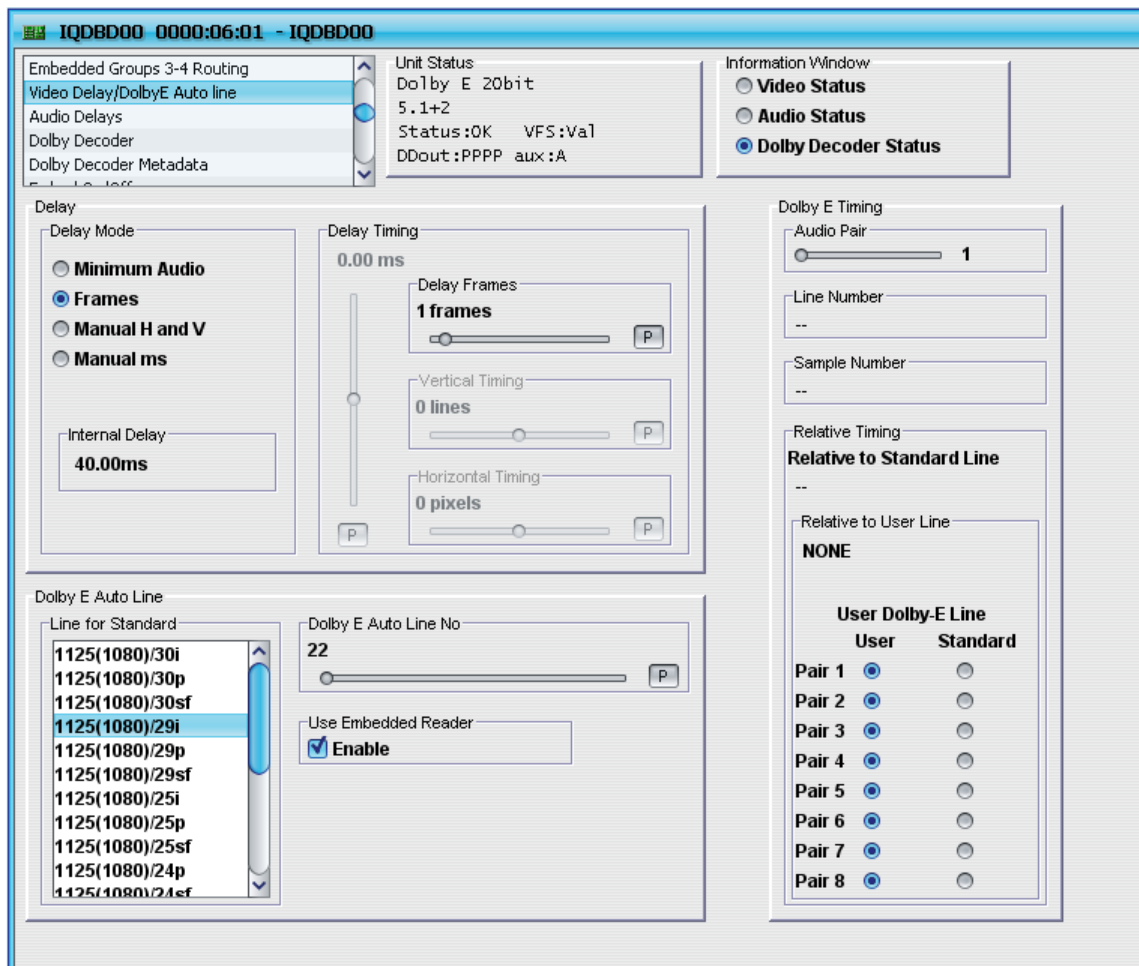 IQDBD00 0000:06:01 - IQDBD00
Embedded Groups 3-4 Routing
Video Delay/DolbyE Auto line
Audio Delays
Dolby Decoder
Dolby Decoder Metadata
Unit Status
Dolby E 20bit
5.1+2
Status:OK VFS:Val
DDout:PPPP aux:A
Information Window
Video Status
Audio Status
Dolby Decoder Status
Delay
Delay Mode
Minimum Audio
Frames
Manual H and V
Manual ms
Internal Delay
40.00ms
Delay Timing
0.00 ms
P
Delay Frames
1 frames
P
Vertical Timing
0 lines
P
Horizontal Timing
0 pixels
P
Dolby E Auto Line
Line for Standard
1125(1080)/30i
1125(1080)/30p
1125(1080)/30sf
1125(1080)/29i
1125(1080)/29p
1125(1080)/29sf
1125(1080)/25i
1125(1080)/25p
1125(1080)/25sf
1125(1080)/24p
1125(1080)/24sf
Dolby E Auto Line No
22
P
Use Embedded Reader
Enable
Dolby E Timing
Audio Pair
1
Line Number
--
Sample Number
--
Relative Timing
Relative to Standard Line
--
Relative to User Line
NONE
User Dolby-E Line
User Standard
Pair 1
Pair 2
Pair 3
Pair 4
Pair 5
Pair 6
Pair 7
Pair 8